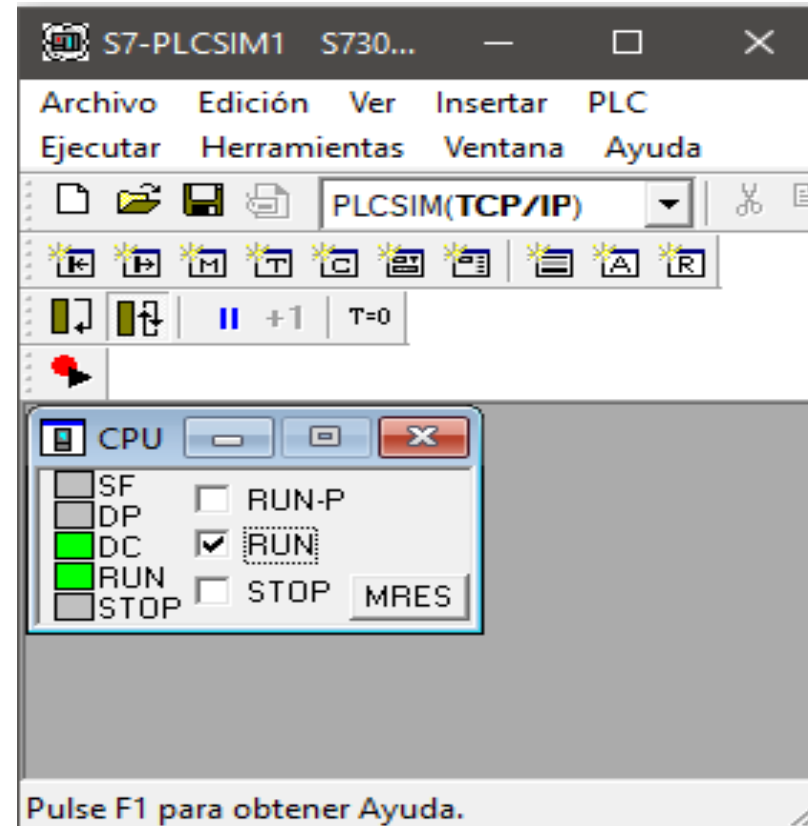 S7-PLCSIM1 S730...
Archivo Edición Ver Insertar PLC
Ejecutar Herramientas Ventana Ayuda
PLCSIM(TCP/IP)
M T C A R
+1 T=0
CPU
SF
DP
DC
RUN
STOP
RUN-P
RUN
STOP MRES
Pulse F1 para obtener Ayuda.